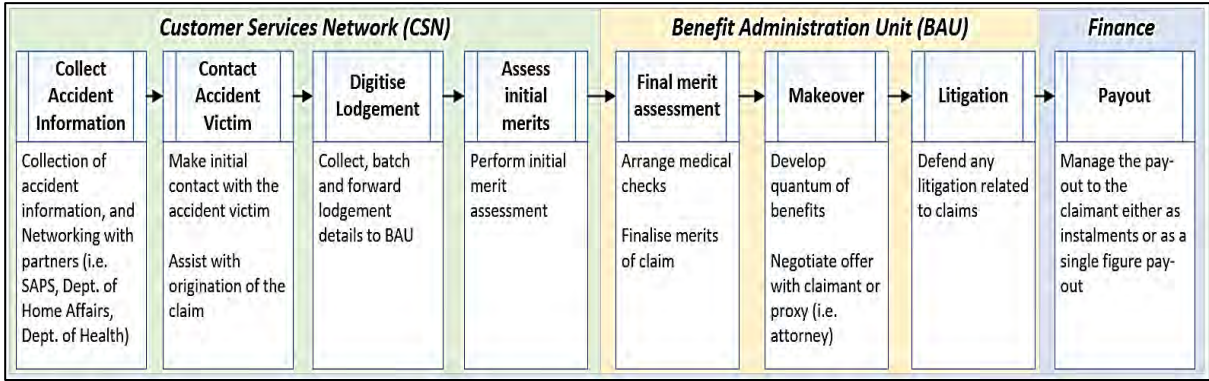 Customer Services Network (CSN)
Benefit Administration Unit (BAU)
Finance
Collect
Accident
Information
Contact
Accident
Victim
Digitise
Lodgement
Assess
initial
merits
Final merit
assessment
Makeover
Litigation
Payout
Collection of
accident
information, and
Networking with
partners (i.e.
SAPS, Dept. of
Home Affairs,
Dept. of Health)
Make initial
contact with the
accident victim
Assist with
origination of the
claim
Collect, batch
and forward
lodgement
details to BAU
Perform initial
merit
assessment
Arrange medical
checks
Finalise merits
of claim
Develop
quantum of
benefits
Negotiate offer
with claimant or
proxy (i.e.
attorney)
Defend any
litigation related
to claims
Manage the pay-
out to the
claimant either as
instalments or as a
single figure pay-
out